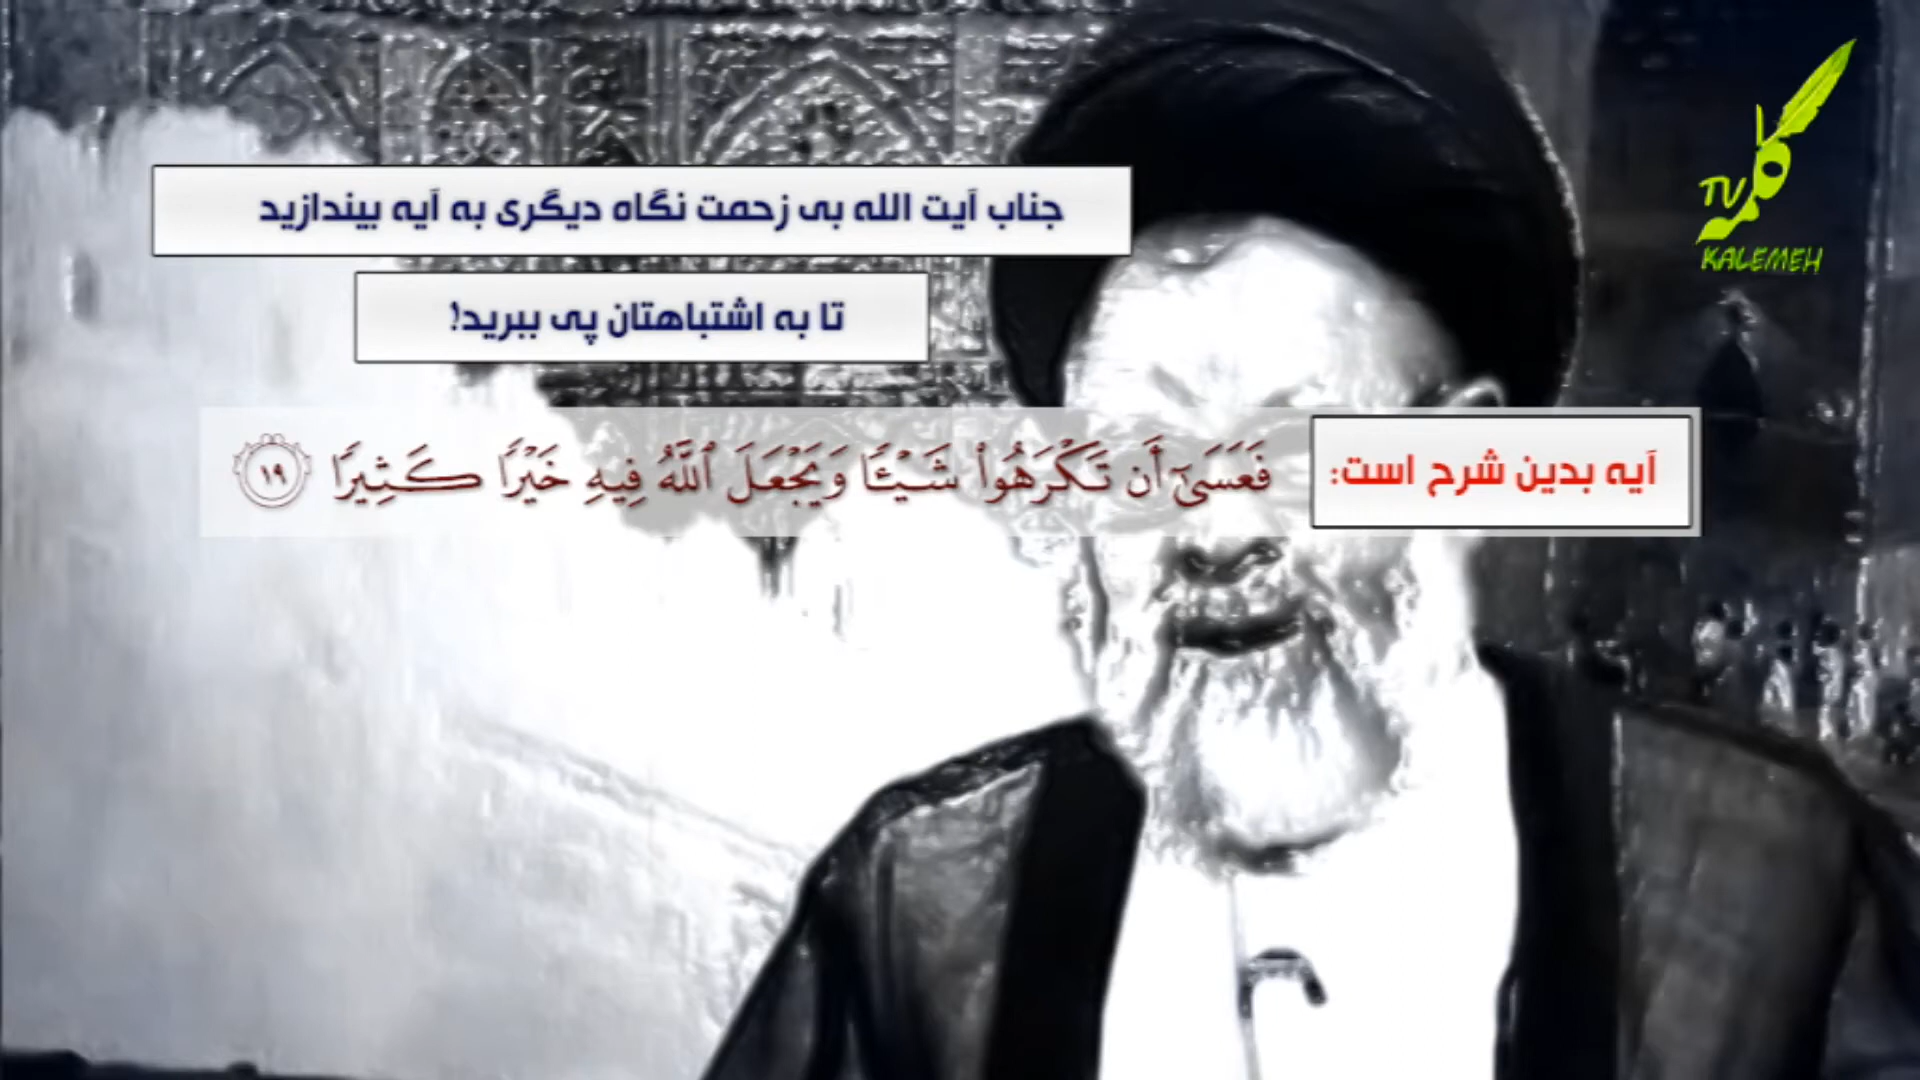 جناب آیت الله بی زحمت نگاه دیگری به آیه بیندازید
تا به اشتباهتان پی ببرید!
آیه بدین شرح است:
فَعَسَىٰٓ أَن تَكْرَهُوا۟ شَيْـًٔا وَيَجْعَلَ ٱللَّهُ فِيهِ خَيْرًا كَثِيرًا ١٩
کلمه
TV
KALEMEH